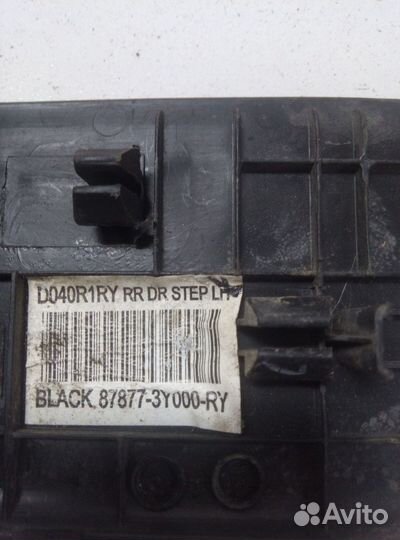 D040R1RY RR DR STEP LH
BLACK 87877-3Y000-RY
Avito